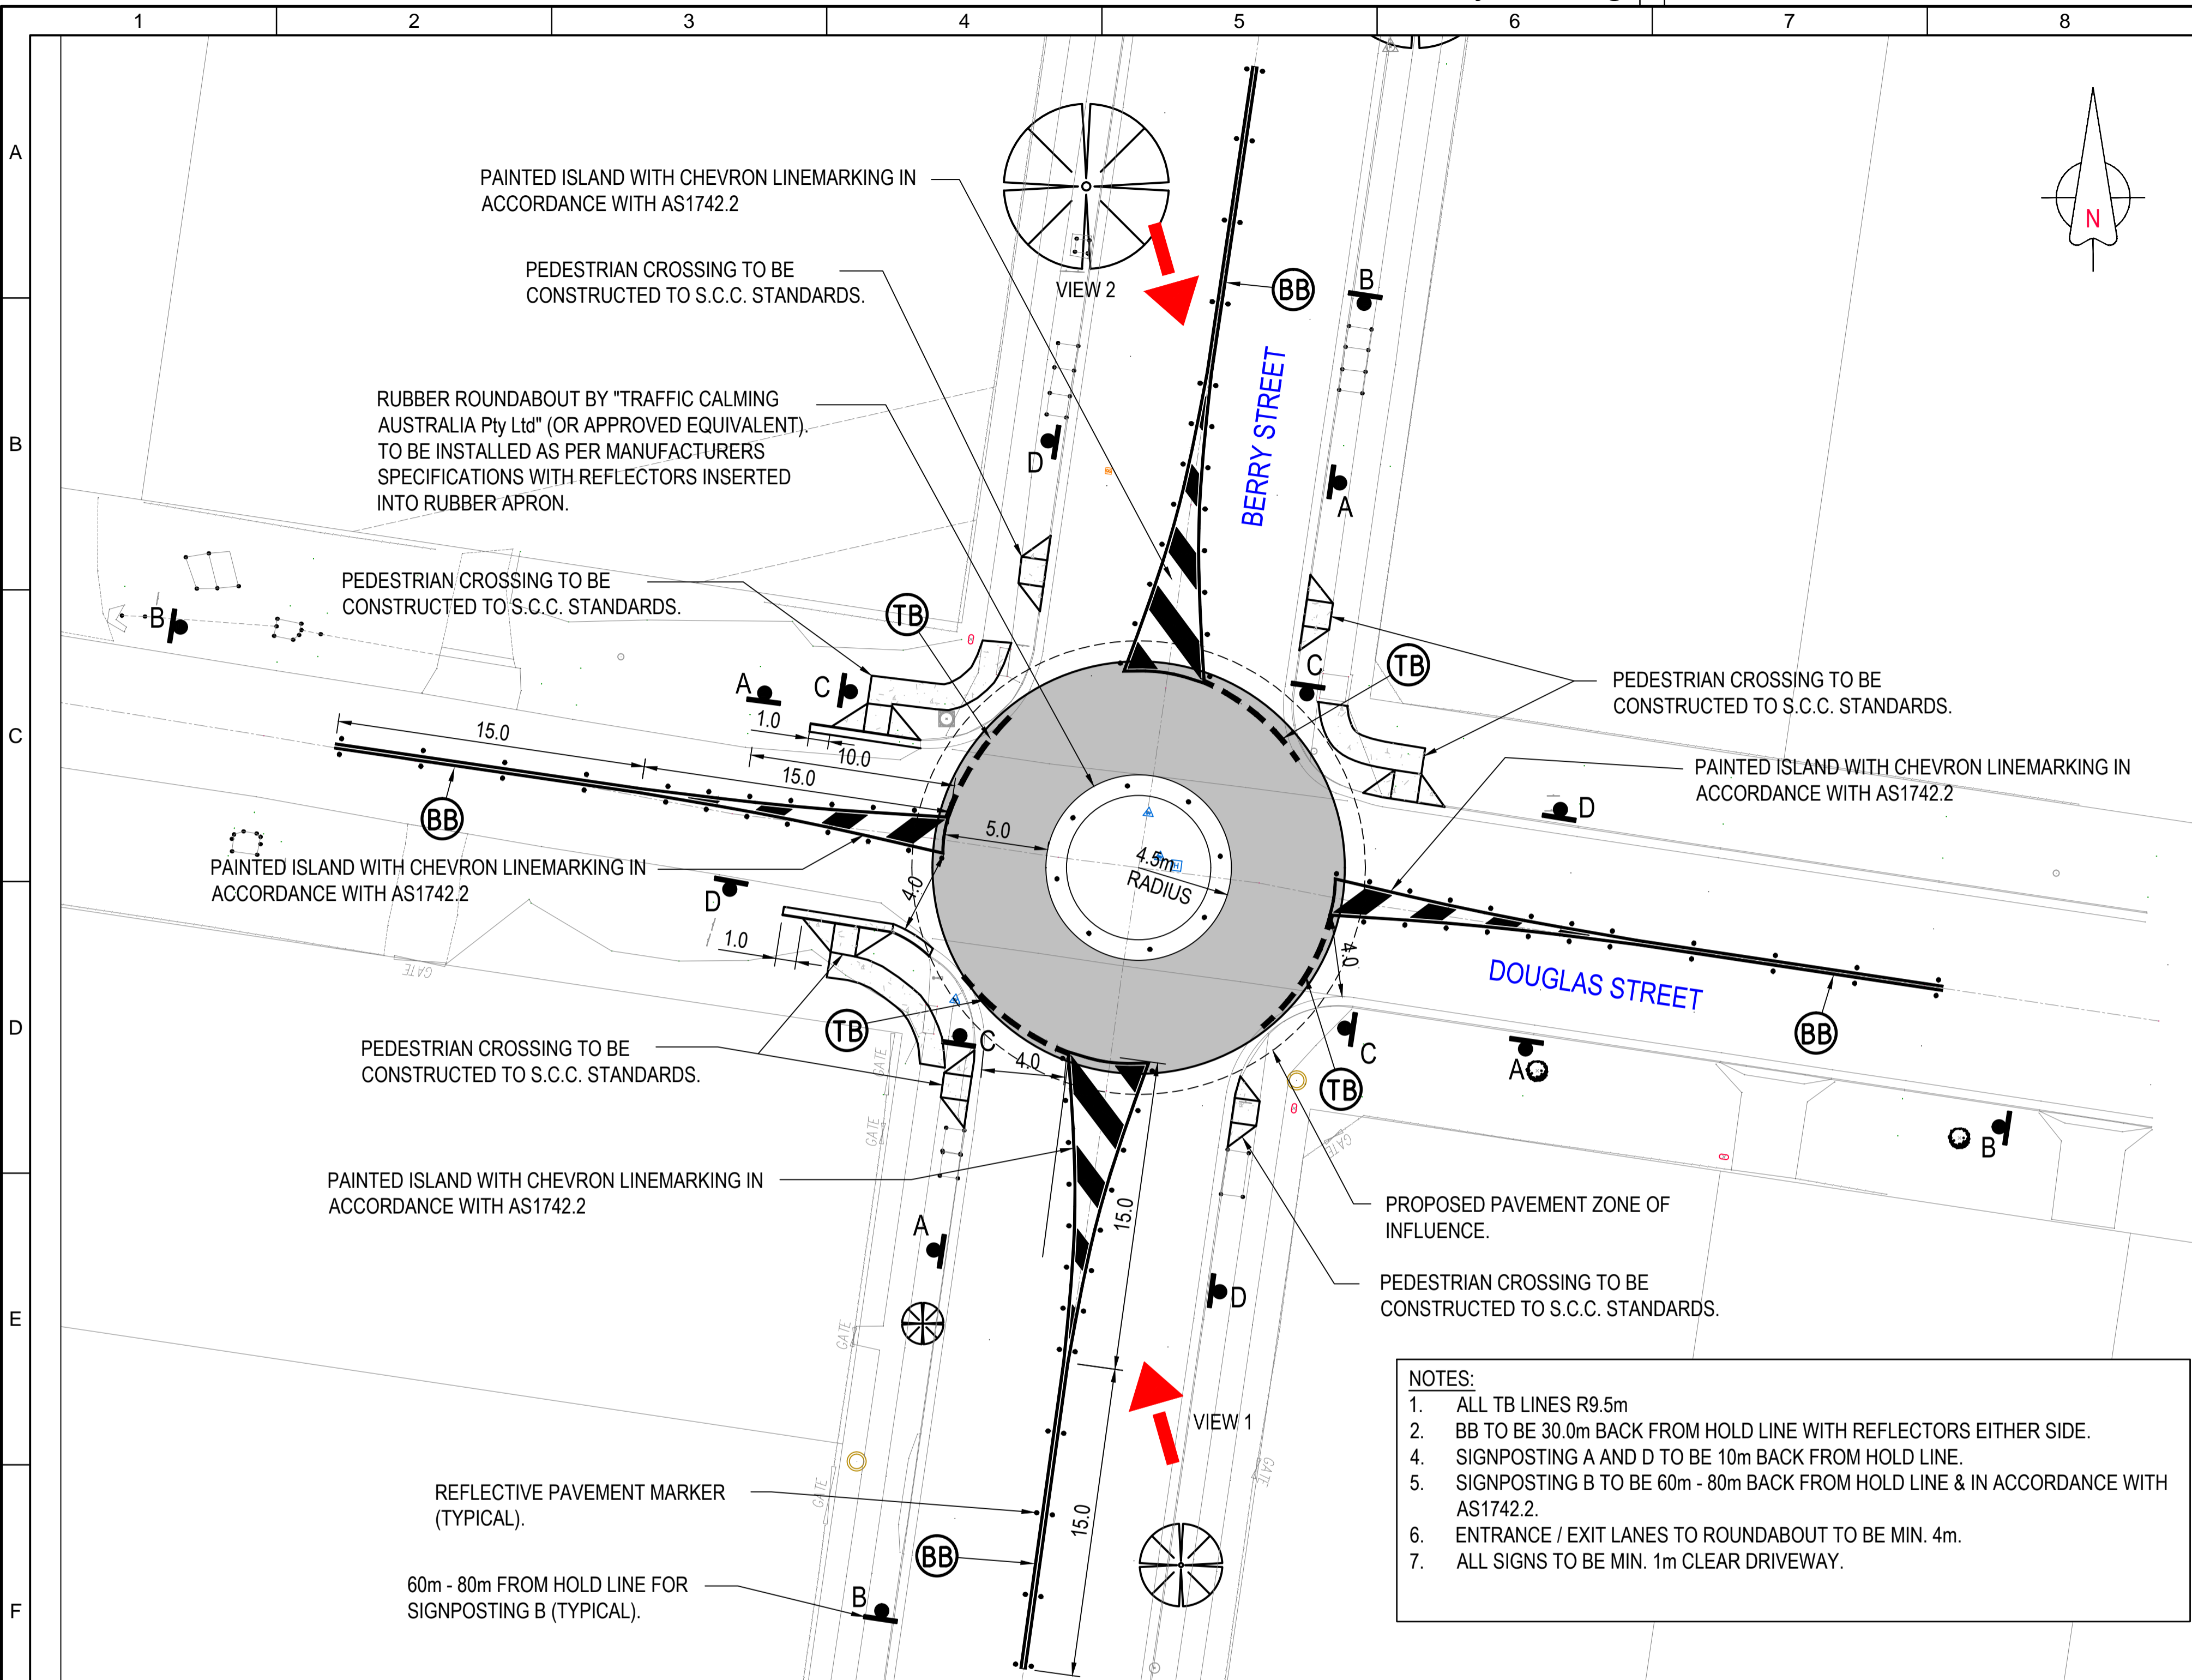 1 2 3 4 5 6 7 8
A
B
C
D
E
F
N
PAINTED ISLAND WITH CHEVRON LINEMARKING IN
ACCORDANCE WITH AS1742.2
PEDESTRIAN CROSSING TO BE
CONSTRUCTED TO S.C.C. STANDARDS.
VIEW 2
BB
B
RUBBER ROUNDABOUT BY "TRAFFIC CALMING
AUSTRALIA Pty Ltd" (OR APPROVED EQUIVALENT).
TO BE INSTALLED AS PER MANUFACTURERS
SPECIFICATIONS WITH REFLECTORS INSERTED
INTO RUBBER APRON.
D
BERRY STREET
A
PEDESTRIAN CROSSING TO BE
CONSTRUCTED TO S.C.C. STANDARDS.
B
TB
TB
C
A
C
PEDESTRIAN CROSSING TO BE
CONSTRUCTED TO S.C.C. STANDARDS.
1.0
15.0
10.0
15.0
PAINTED ISLAND WITH CHEVRON LINEMARKING IN
ACCORDANCE WITH AS1742.2
D
BB
5.0
4.5m
RADIUS
PAINTED ISLAND WITH CHEVRON LINEMARKING IN
ACCORDANCE WITH AS1742.2
D
4.0
1.0
4.0
GATE
DOUGLAS STREET
TB
C
C
BB
PEDESTRIAN CROSSING TO BE
CONSTRUCTED TO S.C.C. STANDARDS.
GATE
4.0
A
TB
GATE
GATE
B
PAINTED ISLAND WITH CHEVRON LINEMARKING IN
ACCORDANCE WITH AS1742.2
A
15.0
PROPOSED PAVEMENT ZONE OF
INFLUENCE.
D
PEDESTRIAN CROSSING TO BE
CONSTRUCTED TO S.C.C. STANDARDS.
GATE
VIEW 1
GATE
GATE
REFLECTIVE PAVEMENT MARKER
(TYPICAL).
15.0
BB
60m - 80m FROM HOLD LINE FOR
SIGNPOSTING B (TYPICAL).
B
NOTES:
1. ALL TB LINES R9.5m
2. BB TO BE 30.0m BACK FROM HOLD LINE WITH REFLECTORS EITHER SIDE.
4. SIGNPOSTING A AND D TO BE 10m BACK FROM HOLD LINE.
5. SIGNPOSTING B TO BE 60m - 80m BACK FROM HOLD LINE & IN ACCORDANCE WITH
AS1742.2.
6. ENTRANCE / EXIT LANES TO ROUNDABOUT TO BE MIN. 4m.
7. ALL SIGNS TO BE MIN. 1m CLEAR DRIVEWAY.